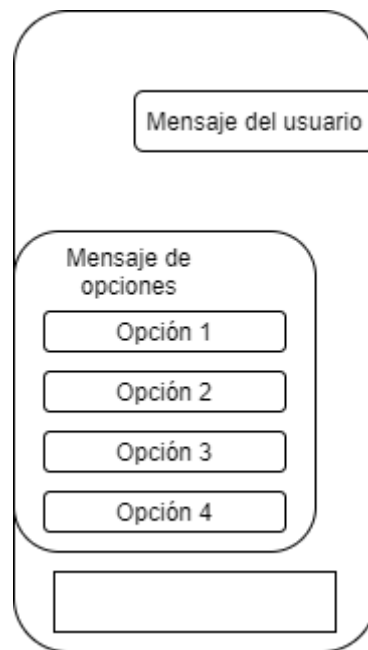 Mensaje del usuario
Mensaje de
opciones
Opción 1
Opción 2
Opción 3
Opción 4